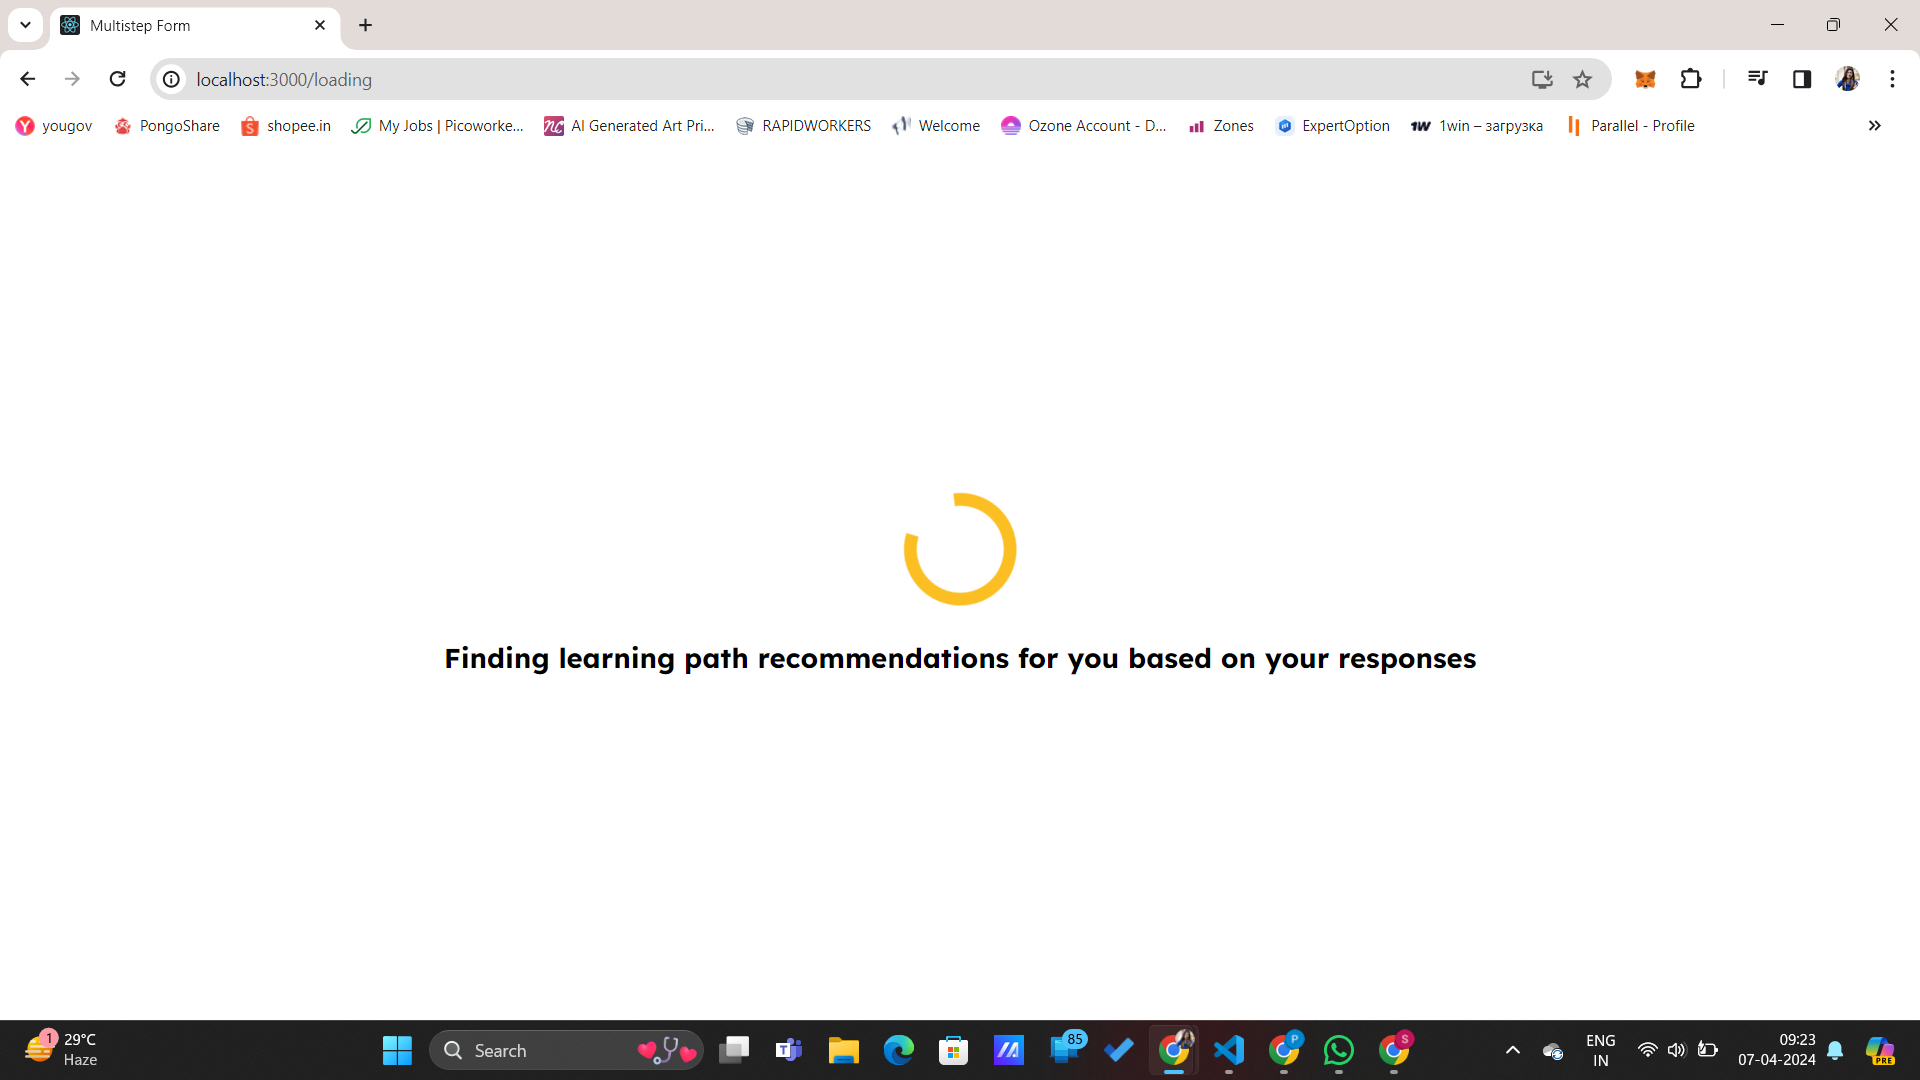 Multistep Form
localhost:3000/loading
yougov
PongoShare
shopee.in
My Jobs | Picoworke...
nc
AI Generated Art Pri...
RAPIDWORKERS
Welcome
Ozone Account - D...
Zones
ExpertOption
1W
1win – загрузка
Parallel - Profile
Finding learning path recommendations for you based on your responses
1
29°C
Haze
Search
85
P
S
ENG
IN
09:23
07-04-2024
PRE